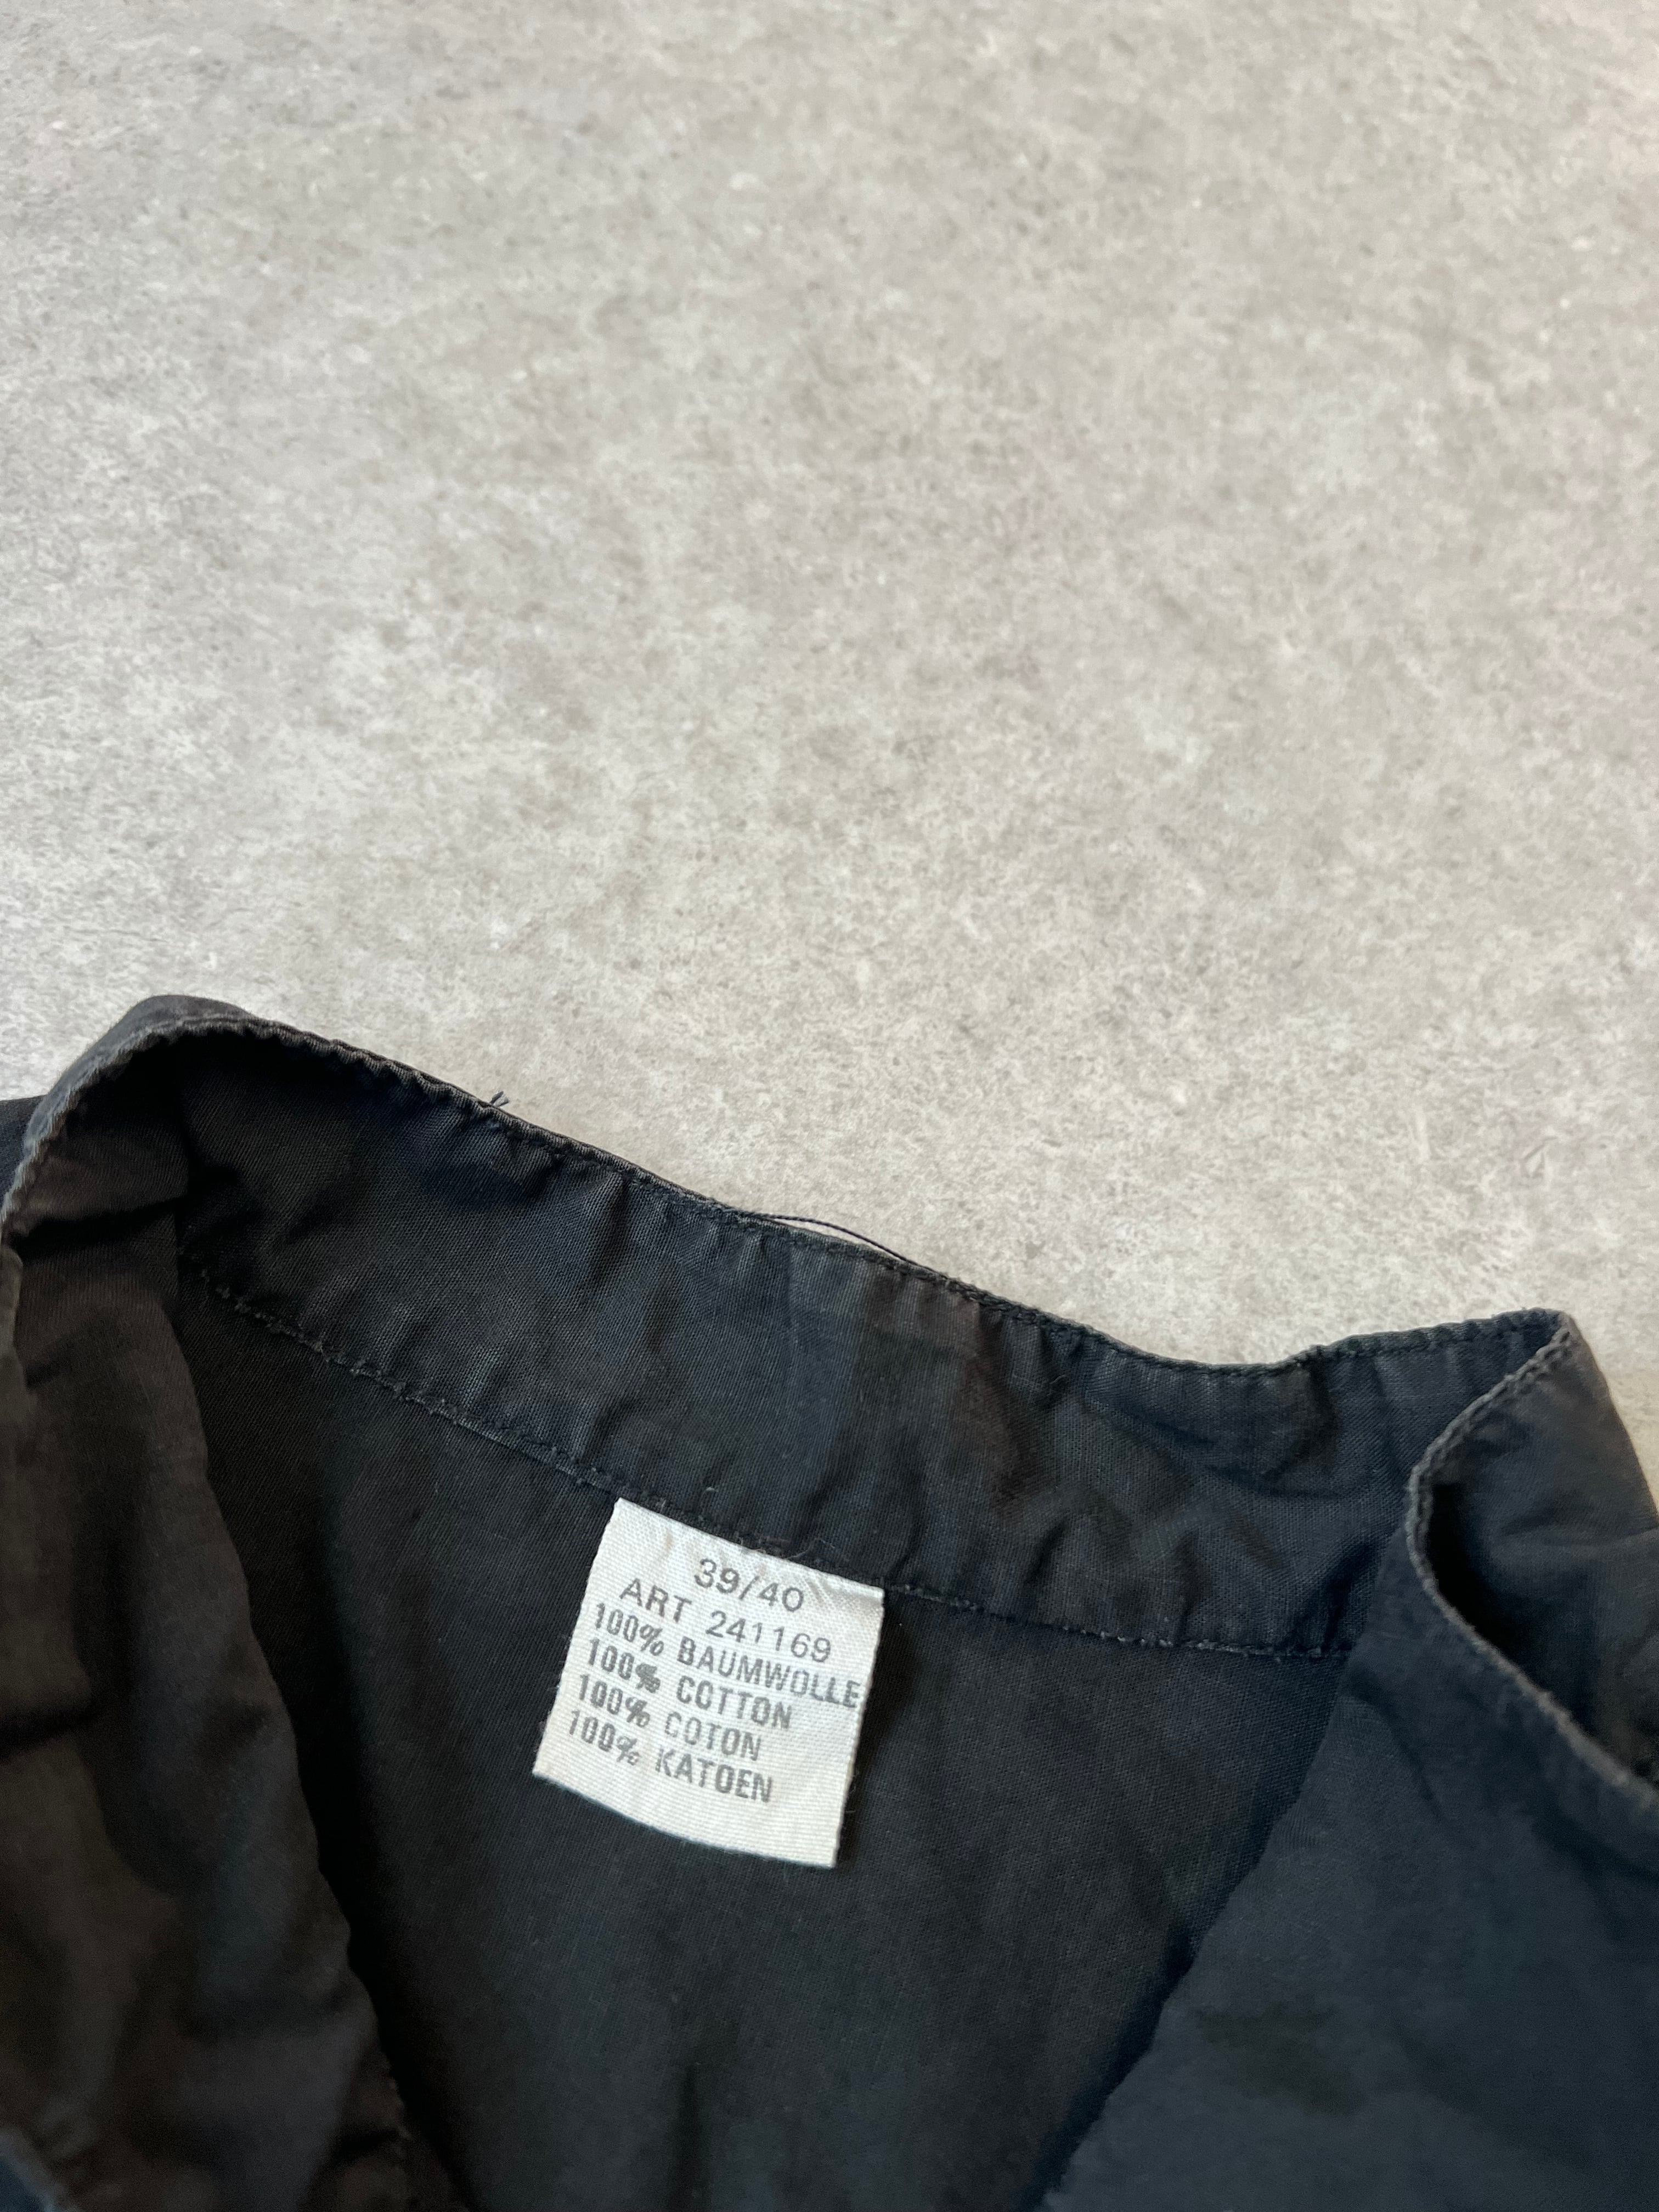 39/40
ART 241169
100% BAUMWOLLE
100% COTTON
100% COTON
100% KATOEN